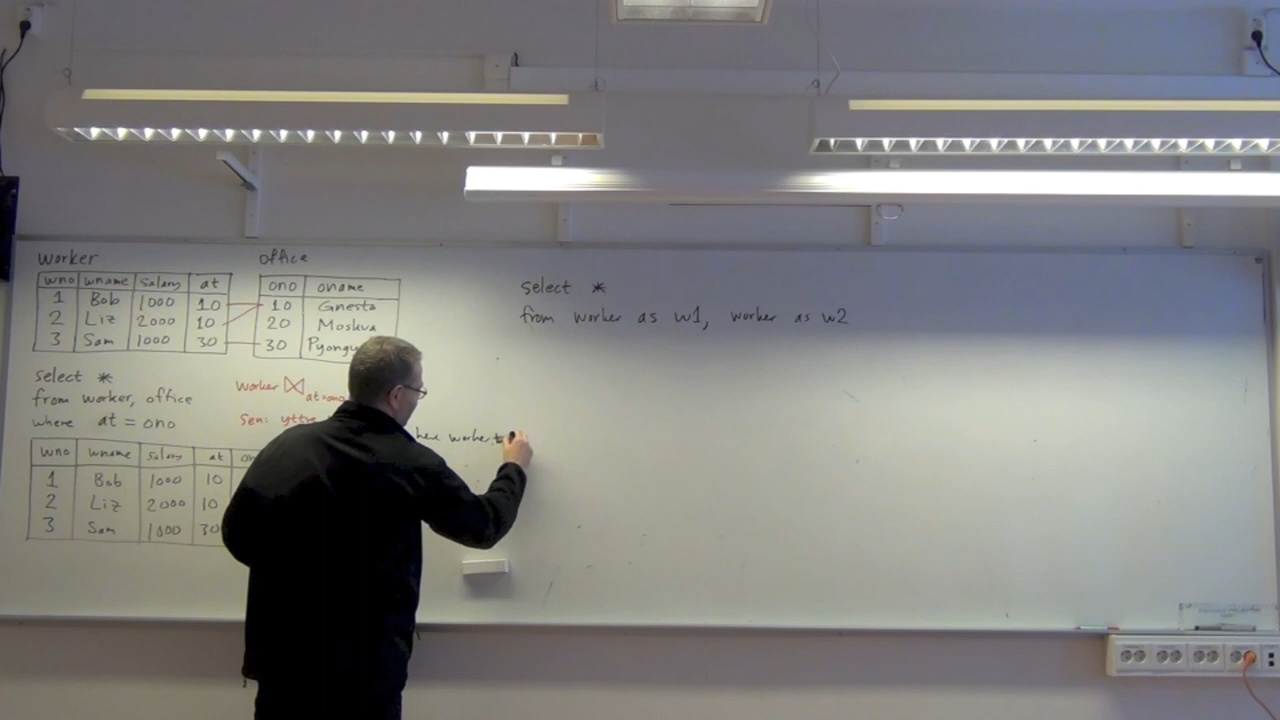 worker
wno wname salary at
1 Bob 1000 10
2 Liz 2000 10
3 Sam 1000 30
office
ono oname
10 Gnesta
20 Moskva
30
select *
from worker, office
where at = ono
wno wname salary at
1 Bob 1000 10
2 Liz 2000 10
3 Sam 1000 30
Worker ⋈ at=ono
Sen: yttre
here worker.
select *
from worker as w1, worker as w2